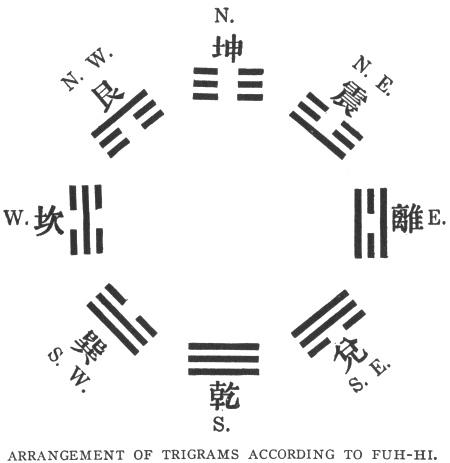 N.
坤
N. W.
艮
N. E.
震
W. 坎
離 E.
巽
S. W.
兌
S. E.
乾
S.
ARRANGEMENT OF TRIGRAMS ACCORDING TO FUH-HI.